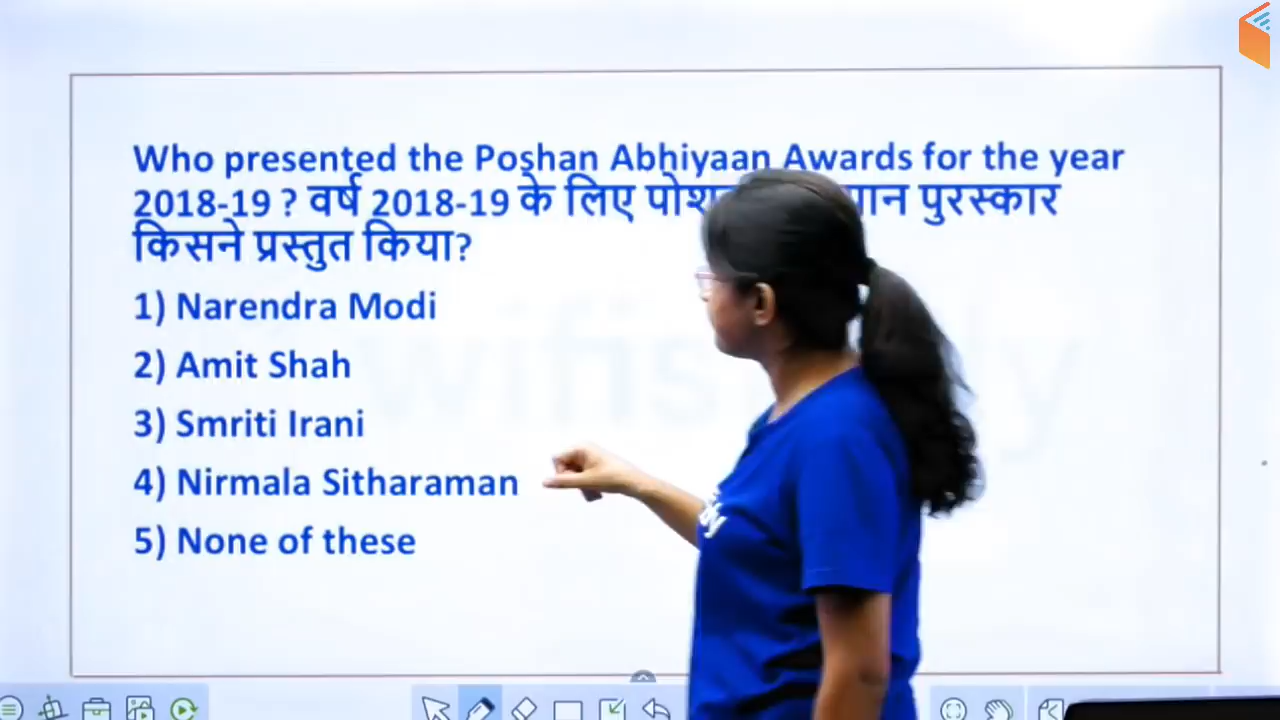 Who presented the Poshan Abhiyaan Awards for the year
2018-19 ? वर्ष 2018-19 के लिए पुरस्कार
किसने प्रस्तुत किया?
1) Narendra Modi
2) Amit Shah
3) Smriti Irani
4) Nirmala Sitharaman
5) None of these